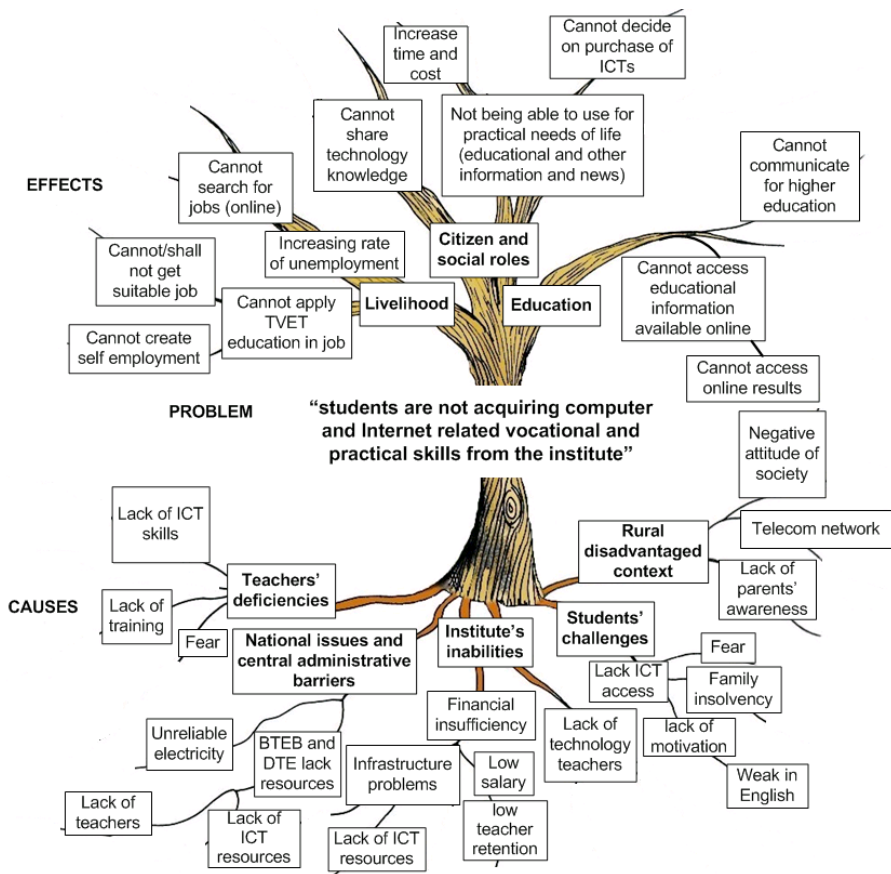 Increase
time and
cost
Cannot decide
on purchase of
ICTs
Cannot
share
technology
knowledge
Not being able to use for
practical needs of life
(educational and other
information and news)
Cannot
communicate
for higher
education
EFFECTS
Cannot
search for
jobs (online)
Increasing rate
of unemployment
Citizen and
social roles
Cannot/shall
not get
suitable job
Cannot access
educational
information
available online
Cannot apply
TVET
education in job
Livelihood
Education
Cannot create
self employment
Cannot access
online results
PROBLEM
“students are not acquiring computer
and Internet related vocational and
practical skills from the institute”
Negative
attitude of
society
Lack of ICT
skills
Rural
disadvantaged
context
Telecom network
Teachers’
deficiencies
Lack of
parents’
awareness
CAUSES
Lack of
training
Fear
National issues and
central administrative
barriers
Institute’s
inabilities
Students’
challenges
Fear
Lack ICT
access
Family
insolvency
Financial
insufficiency
Lack of
technology
teachers
lack of
motivation
Unreliable
electricity
BTEB and
DTE lack
resources
Infrastructure
problems
Low
salary
Weak in
English
Lack of
teachers
Lack of
ICT
resources
Lack of ICT
resources
low
teacher
retention